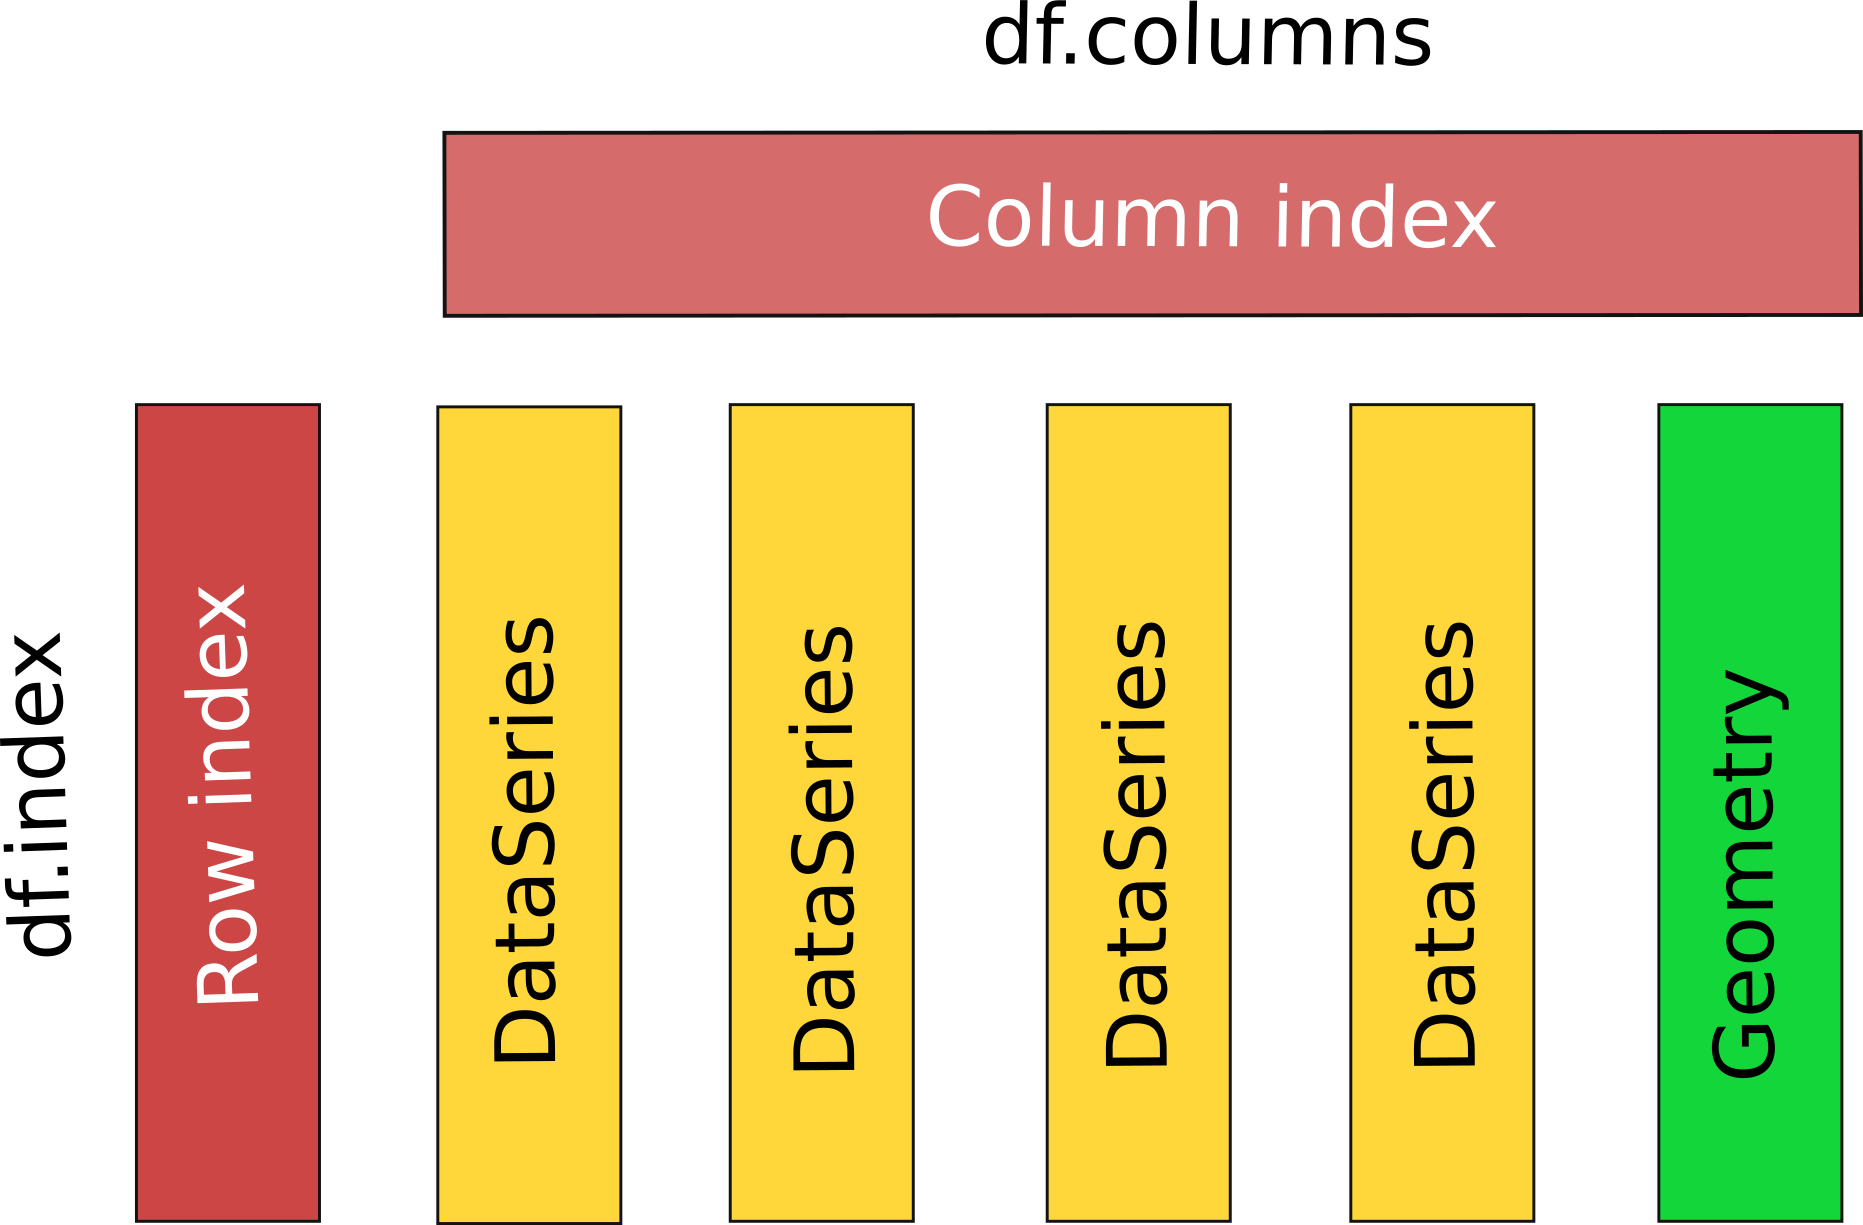 df.columns
Column index
df.index
Row index
DataSeries
DataSeries
DataSeries
DataSeries
Geometry